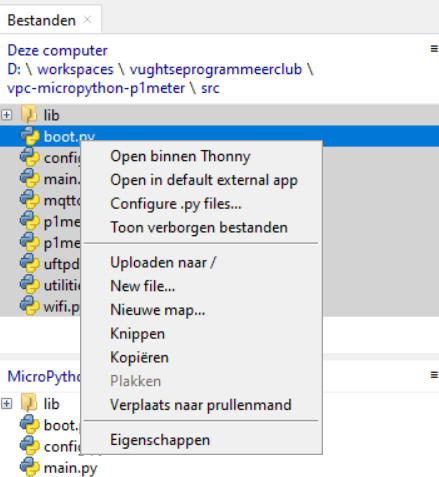 Bestanden ×
Deze computer
D: \ workspaces \ vughtseprogrammeerclub \
vpc-micropython-p1meter \ src
lib
boot.py
Open binnen Thonny
Open in default external app
Configure .py files...
Toon verborgen bestanden
Uploaden naar /
New file...
Nieuwe map...
Knippen
Kopiëren
Plakken
Verplaats naar prullenmand
Eigenschappen
config
main.
mqtt
p1me
p1me
uftpd
utilitie
wifi.p
MicroPytho
lib
boot.
config
main.py